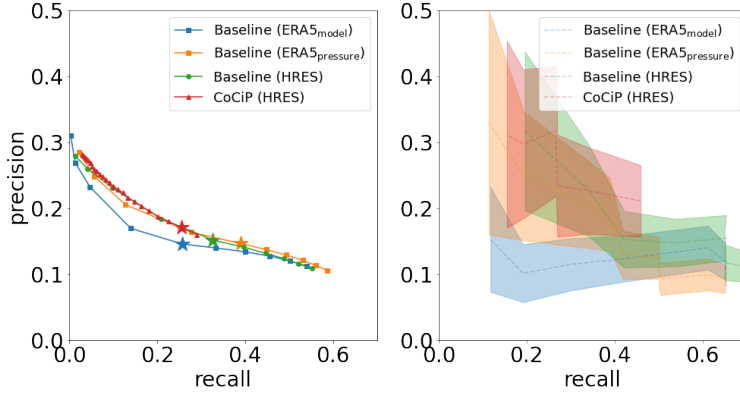 0.5
0.4
0.3
0.2
0.1
0.0
precision
0.0 0.2 0.4 0.6
recall
Baseline (ERA5model)
Baseline (ERA5pressure)
Baseline (HRES)
CoCiP (HRES)
0.5
0.4
0.3
0.2
0.1
0.0
0.0 0.2 0.4 0.6
recall
Baseline (ERA5model)
Baseline (ERA5pressure)
Baseline (HRES)
CoCiP (HRES)